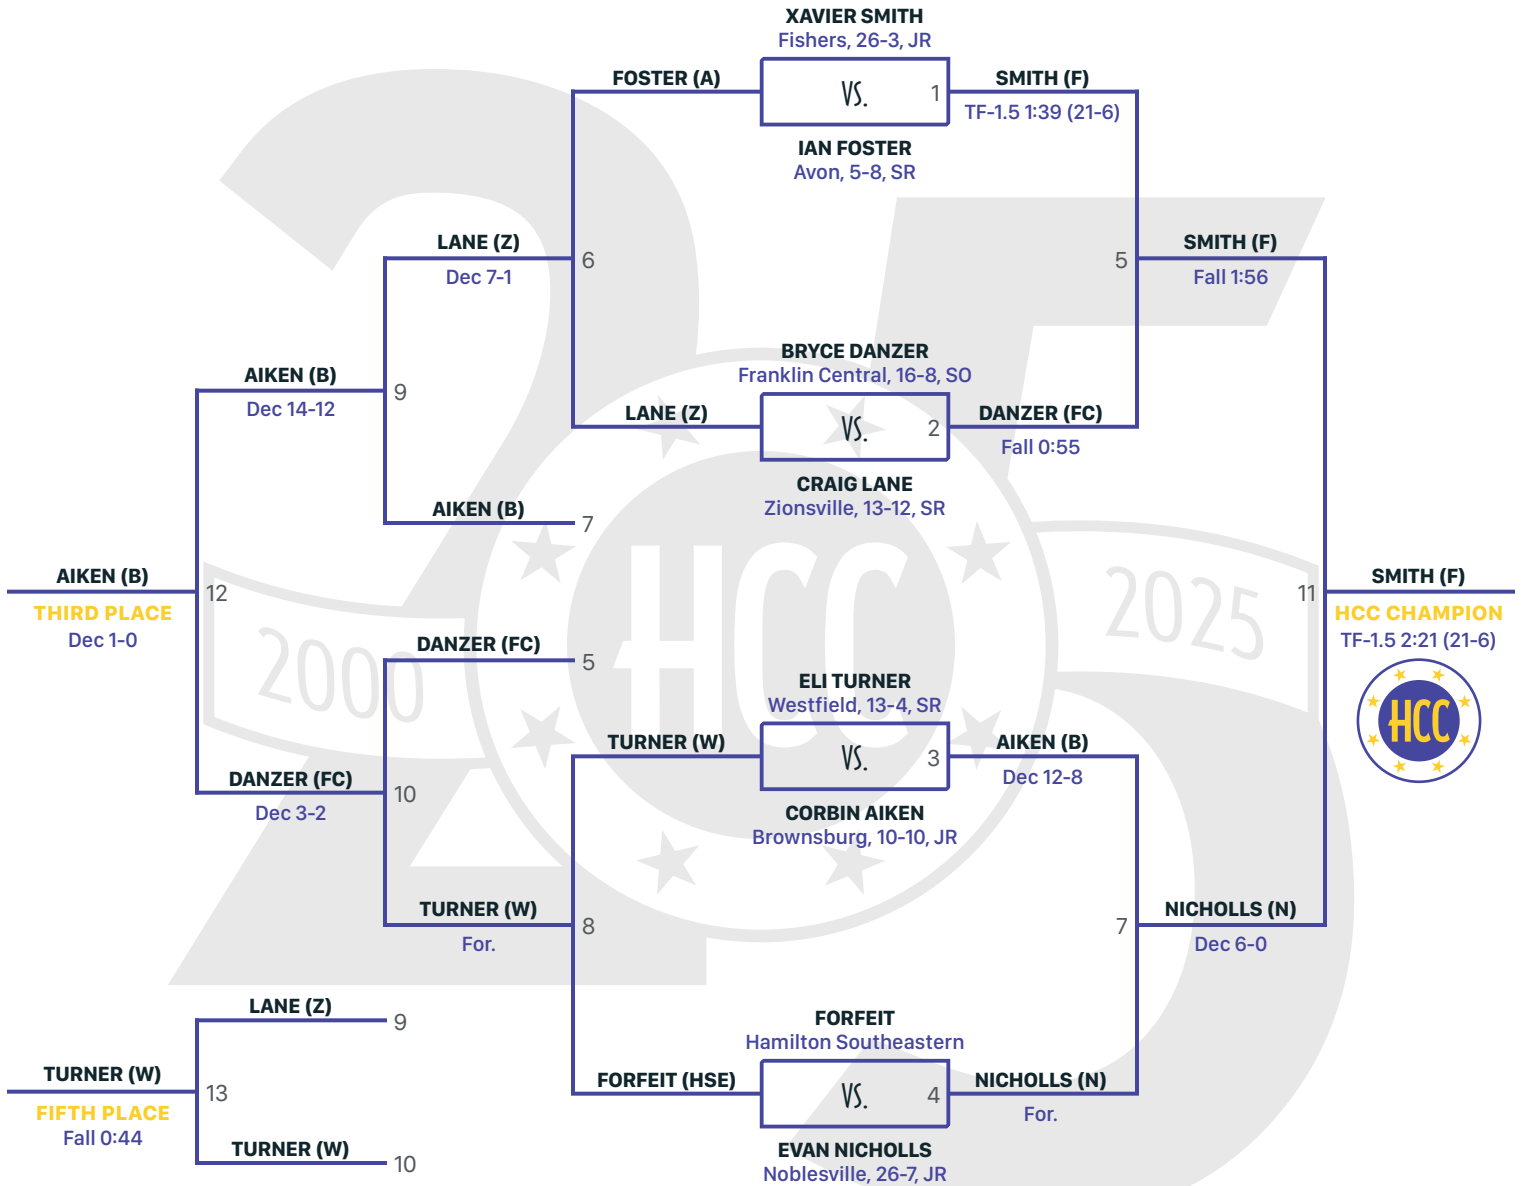 XAVIER SMITH
Fishers, 26-3, JR
FOSTER (A)
VS.
1
SMITH (F)
TF-1.5 1:39 (21-6)
IAN FOSTER
Avon, 5-8, SR
LANE (Z)
Dec 7-1
6
5
SMITH (F)
Fall 1:56
BRYCE DANZER
Franklin Central, 16-8, SO
LANE (Z)
VS.
2
DANZER (FC)
Fall 0:55
CRAIG LANE
Zionsville, 13-12, SR
AIKEN (B)
Dec 14-12
9
AIKEN (B)
7
AIKEN (B)
THIRD PLACE
Dec 1-0
12
11
SMITH (F)
HCC CHAMPION
TF-1.5 2:21 (21-6)
HCC
2000
HCC
2025
25
DANZER (FC)
5
ELI TURNER
Westfield, 13-4, SR
TURNER (W)
VS.
3
AIKEN (B)
Dec 12-8
CORBIN AIKEN
Brownsburg, 10-10, JR
DANZER (FC)
Dec 3-2
10
TURNER (W)
For.
8
7
NICHOLLS (N)
Dec 6-0
FORFEIT
Hamilton Southeastern
FORFEIT (HSE)
VS.
4
NICHOLLS (N)
For.
EVAN NICHOLLS
Noblesville, 26-7, JR
LANE (Z)
9
TURNER (W)
FIFTH PLACE
Fall 0:44
13
TURNER (W)
10